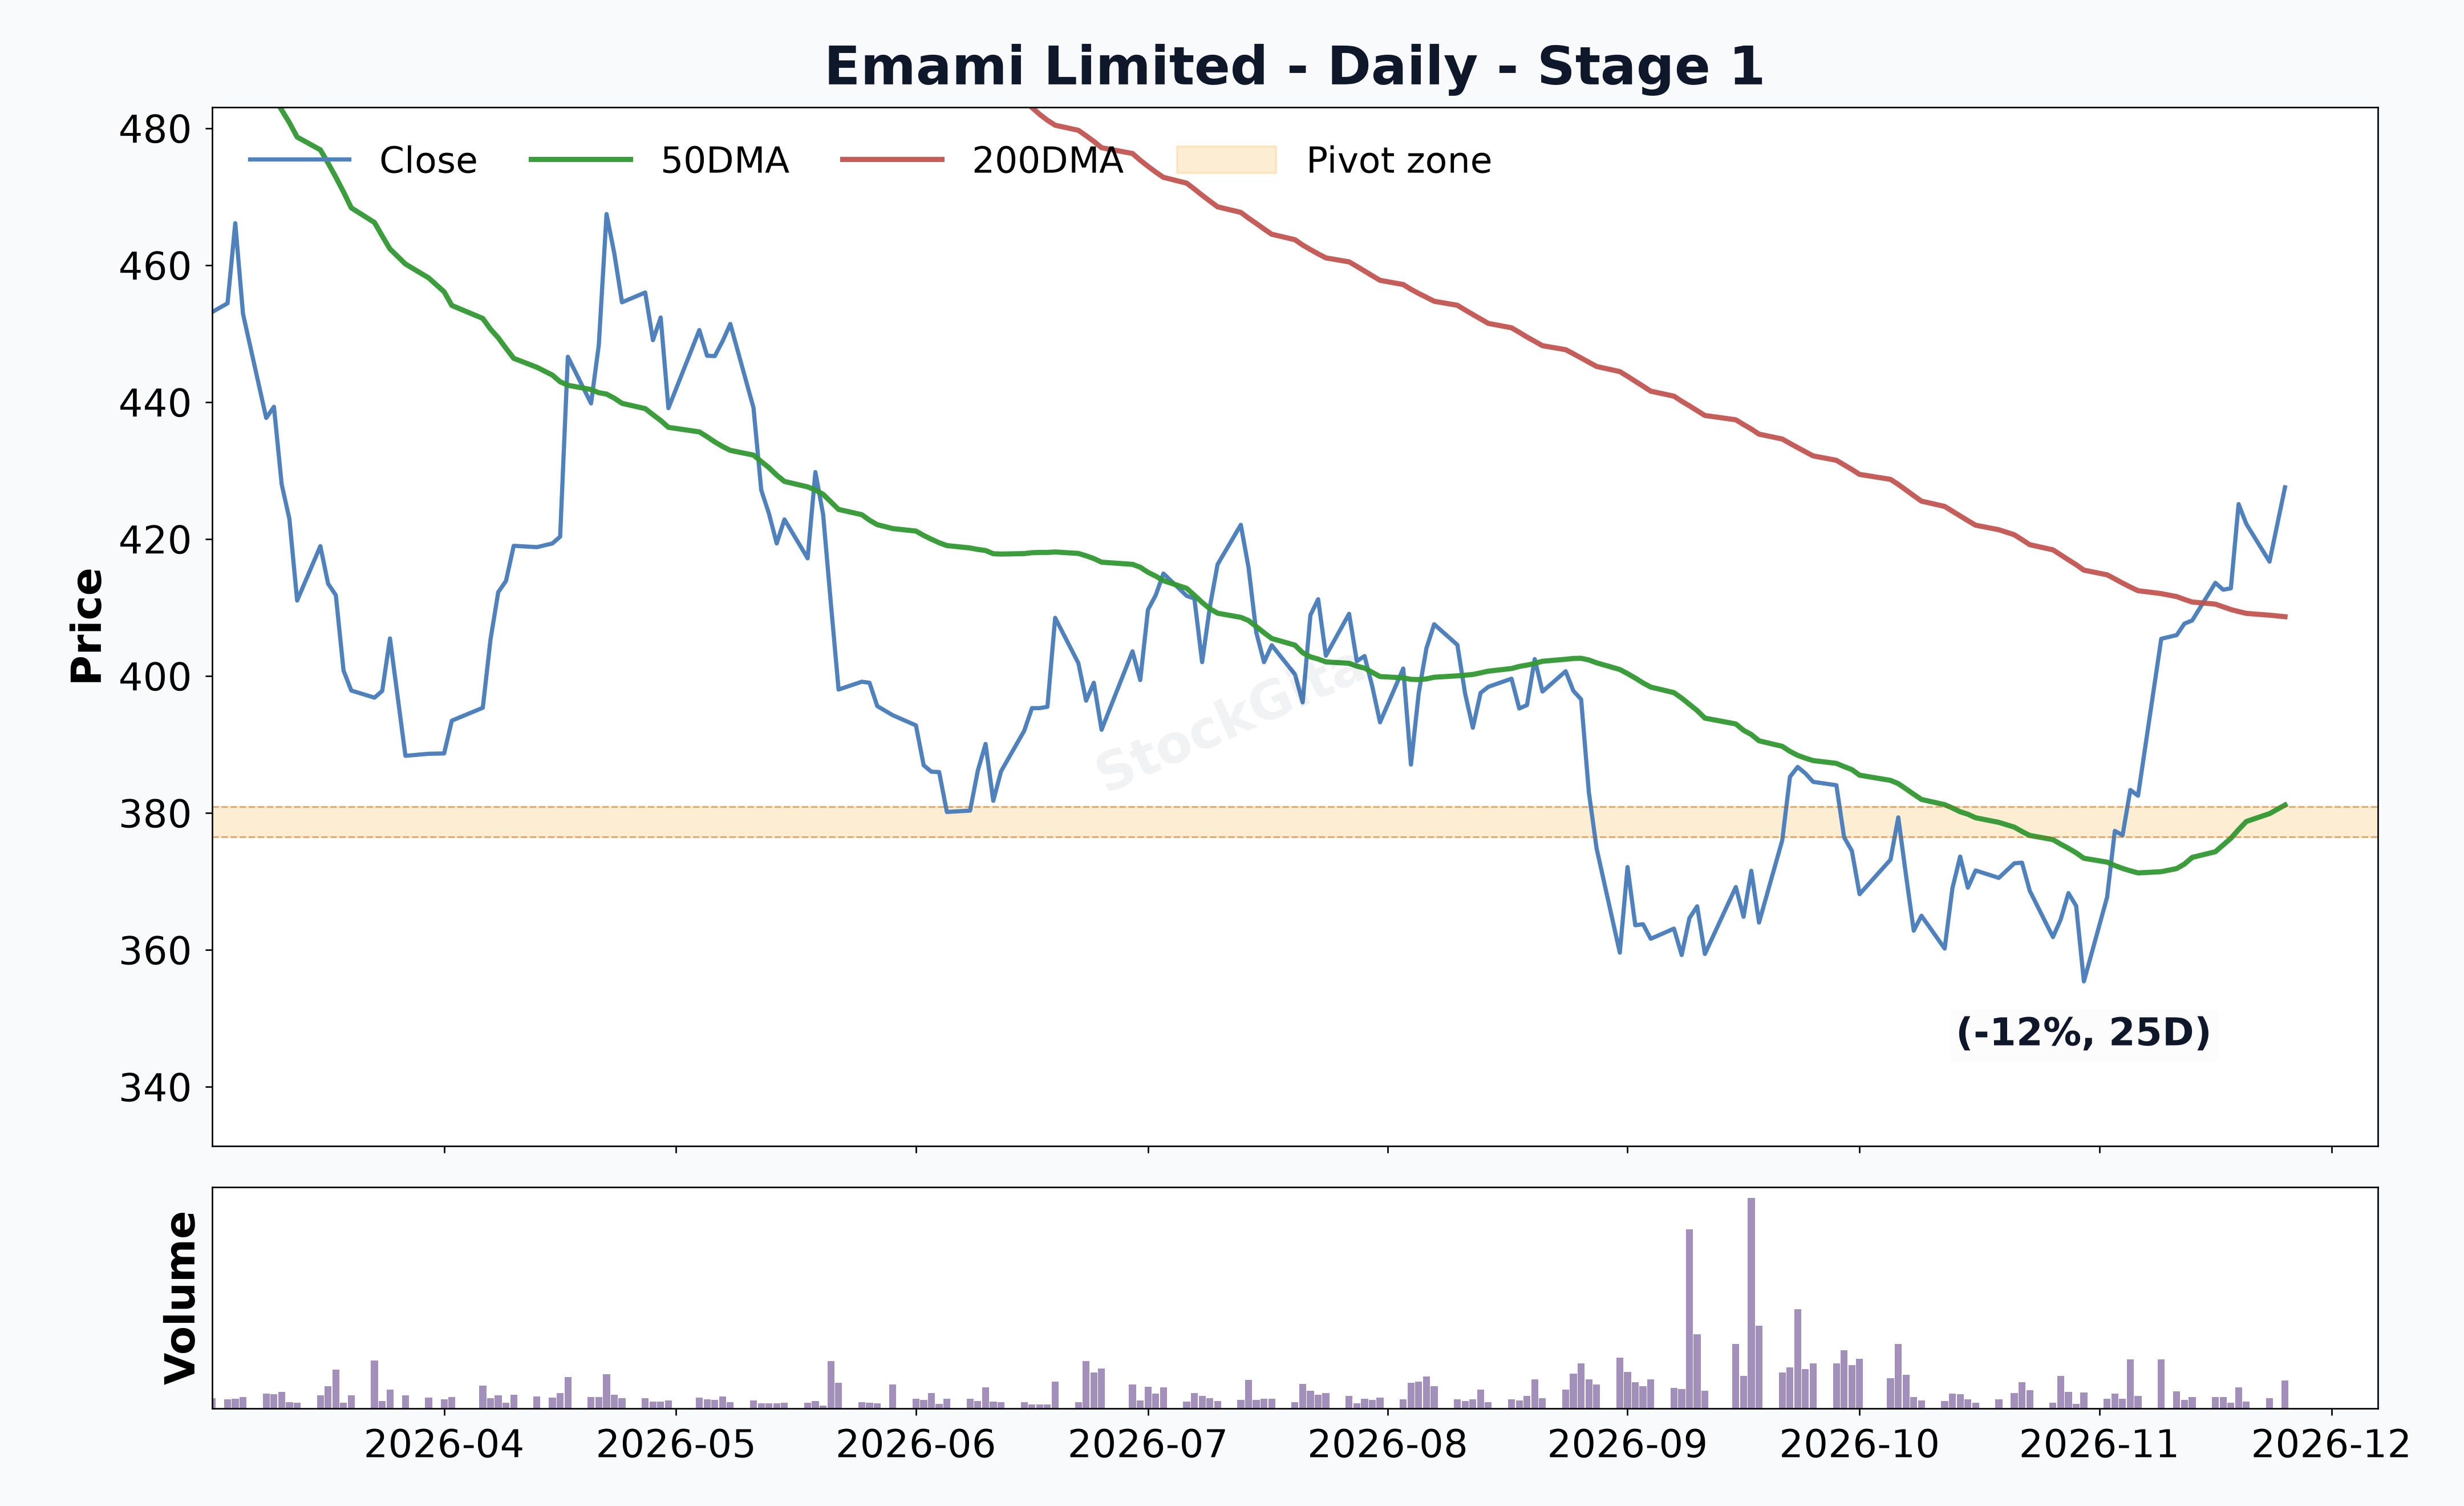 Emami Limited - Daily - Stage 1
Close 50DMA 200DMA Pivot zone
480
460
440
420
400
380
360
340
Price
StockGita
(-12%, 25D)
Volume
2026-04 2026-05 2026-06 2026-07 2026-08 2026-09 2026-10 2026-11 2026-12